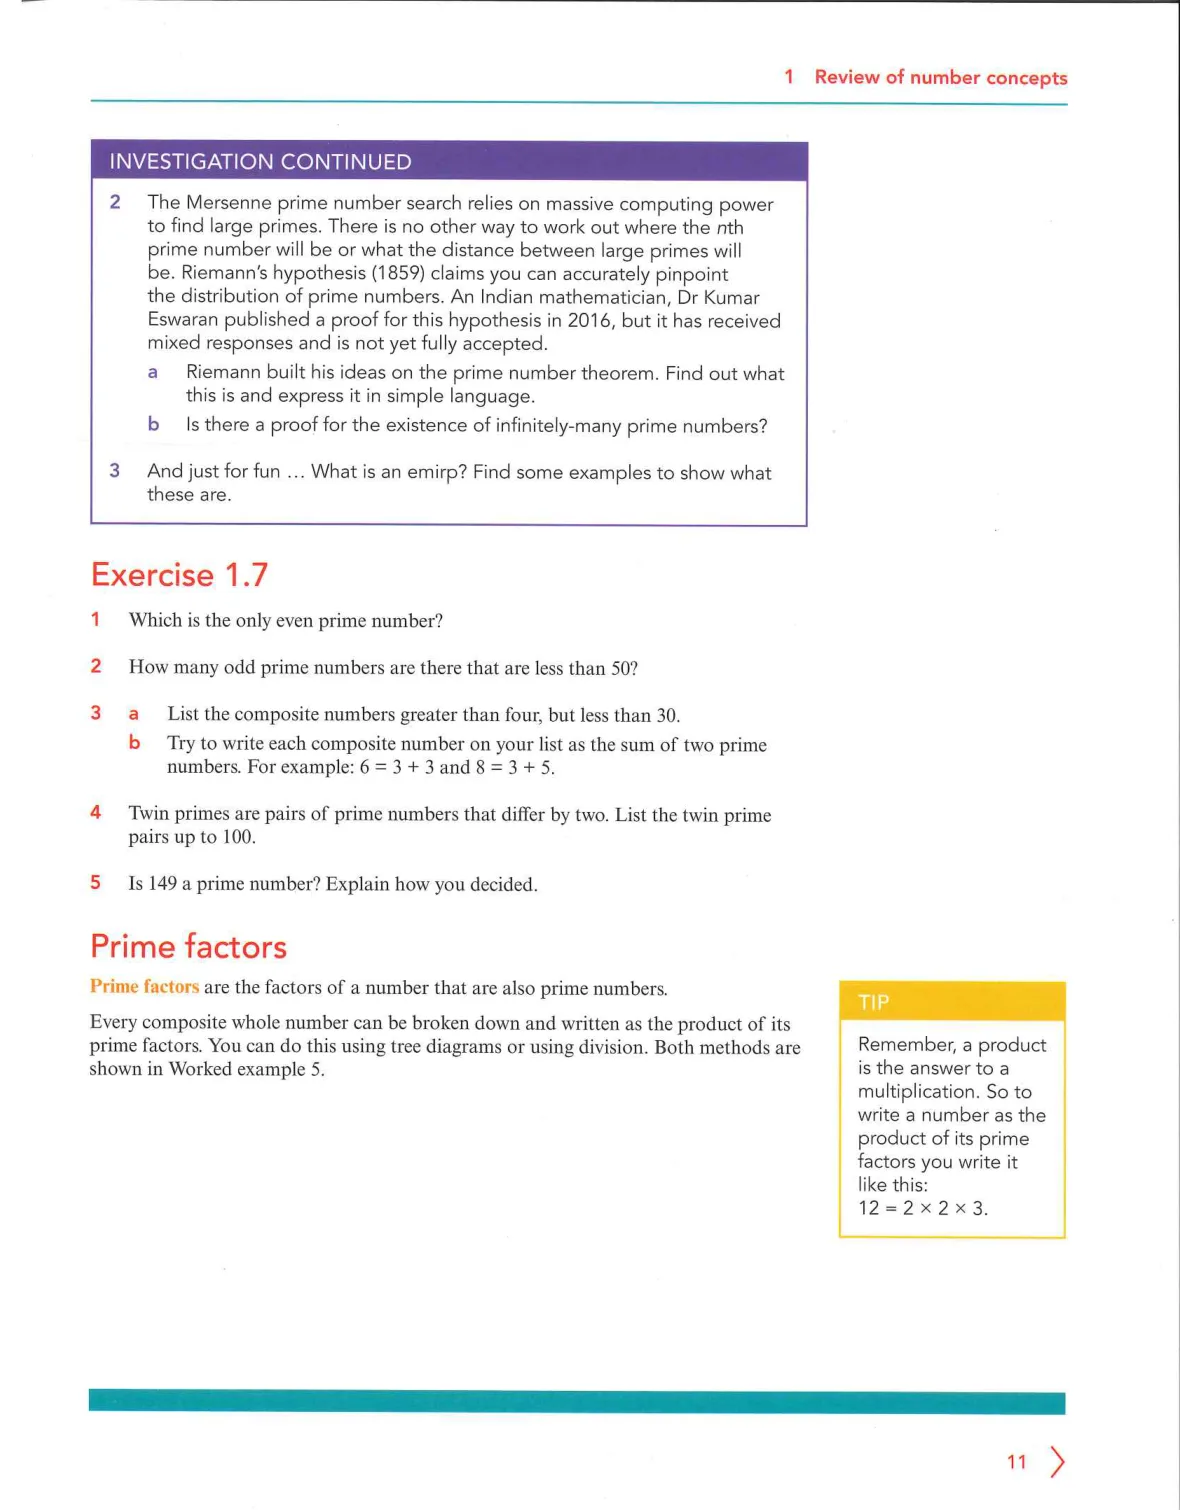 1 Review of number concepts
INVESTIGATION CONTINUED
2 The Mersenne prime number search relies on massive computing power
to find large primes. There is no other way to work out where the nth
prime number will be or what the distance between large primes will
be. Riemann's hypothesis (1859) claims you can accurately pinpoint
the distribution of prime numbers. An Indian mathematician, Dr Kumar
Eswaran published a proof for this hypothesis in 2016, but it has received
mixed responses and is not yet fully accepted.
a Riemann built his ideas on the prime number theorem. Find out what
this is and express it in simple language.
b Is there a proof for the existence of infinitely-many prime numbers?
3 And just for fun ... What is an emirp? Find some examples to show what
these are.
Exercise 1.7
1 Which is the only even prime number?
2 How many odd prime numbers are there that are less than 50?
3 a List the composite numbers greater than four, but less than 30.
b Try to write each composite number on your list as the sum of two prime
numbers. For example: 6 = 3 + 3 and 8 = 3 + 5.
4 Twin primes are pairs of prime numbers that differ by two. List the twin prime
pairs up to 100.
5 Is 149 a prime number? Explain how you decided.
Prime factors
Prime factors are the factors of a number that are also prime numbers.
Every composite whole number can be broken down and written as the product of its
prime factors. You can do this using tree diagrams or using division. Both methods are
shown in Worked example 5.
TIP
Remember, a product
is the answer to a
multiplication. So to
write a number as the
product of its prime
factors you write it
like this:
12 = 2 × 2 × 3.
11